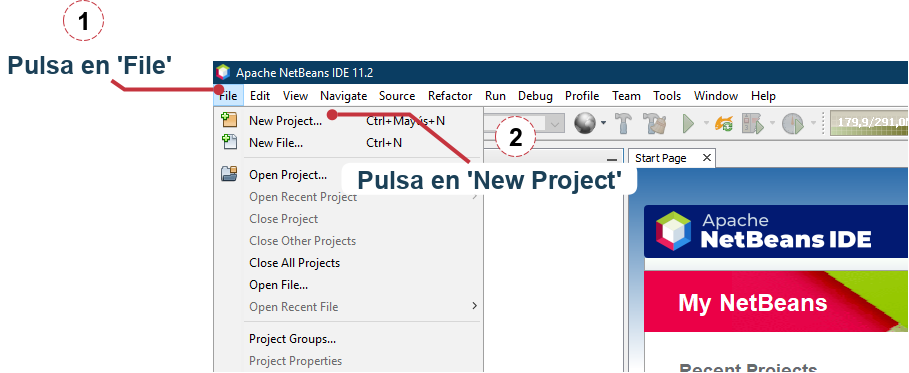 1
Pulsa en 'File'
Apache NetBeans IDE 11.2
File Edit View Navigate Source Refactor Run Debug Profile Team Tools Window Help
New Project... Ctrl+Mayús+N
179,9/291,0
New File... Ctrl+N
2
Start Page
Open Project...
Pulsa en 'New Project'
Open Recent Project
Close Project
Apache
NetBeans IDE
Close Other Projects
Close All Projects
Open File...
My NetBeans
Open Recent File
Project Groups...
Project Properties
Recent Projects